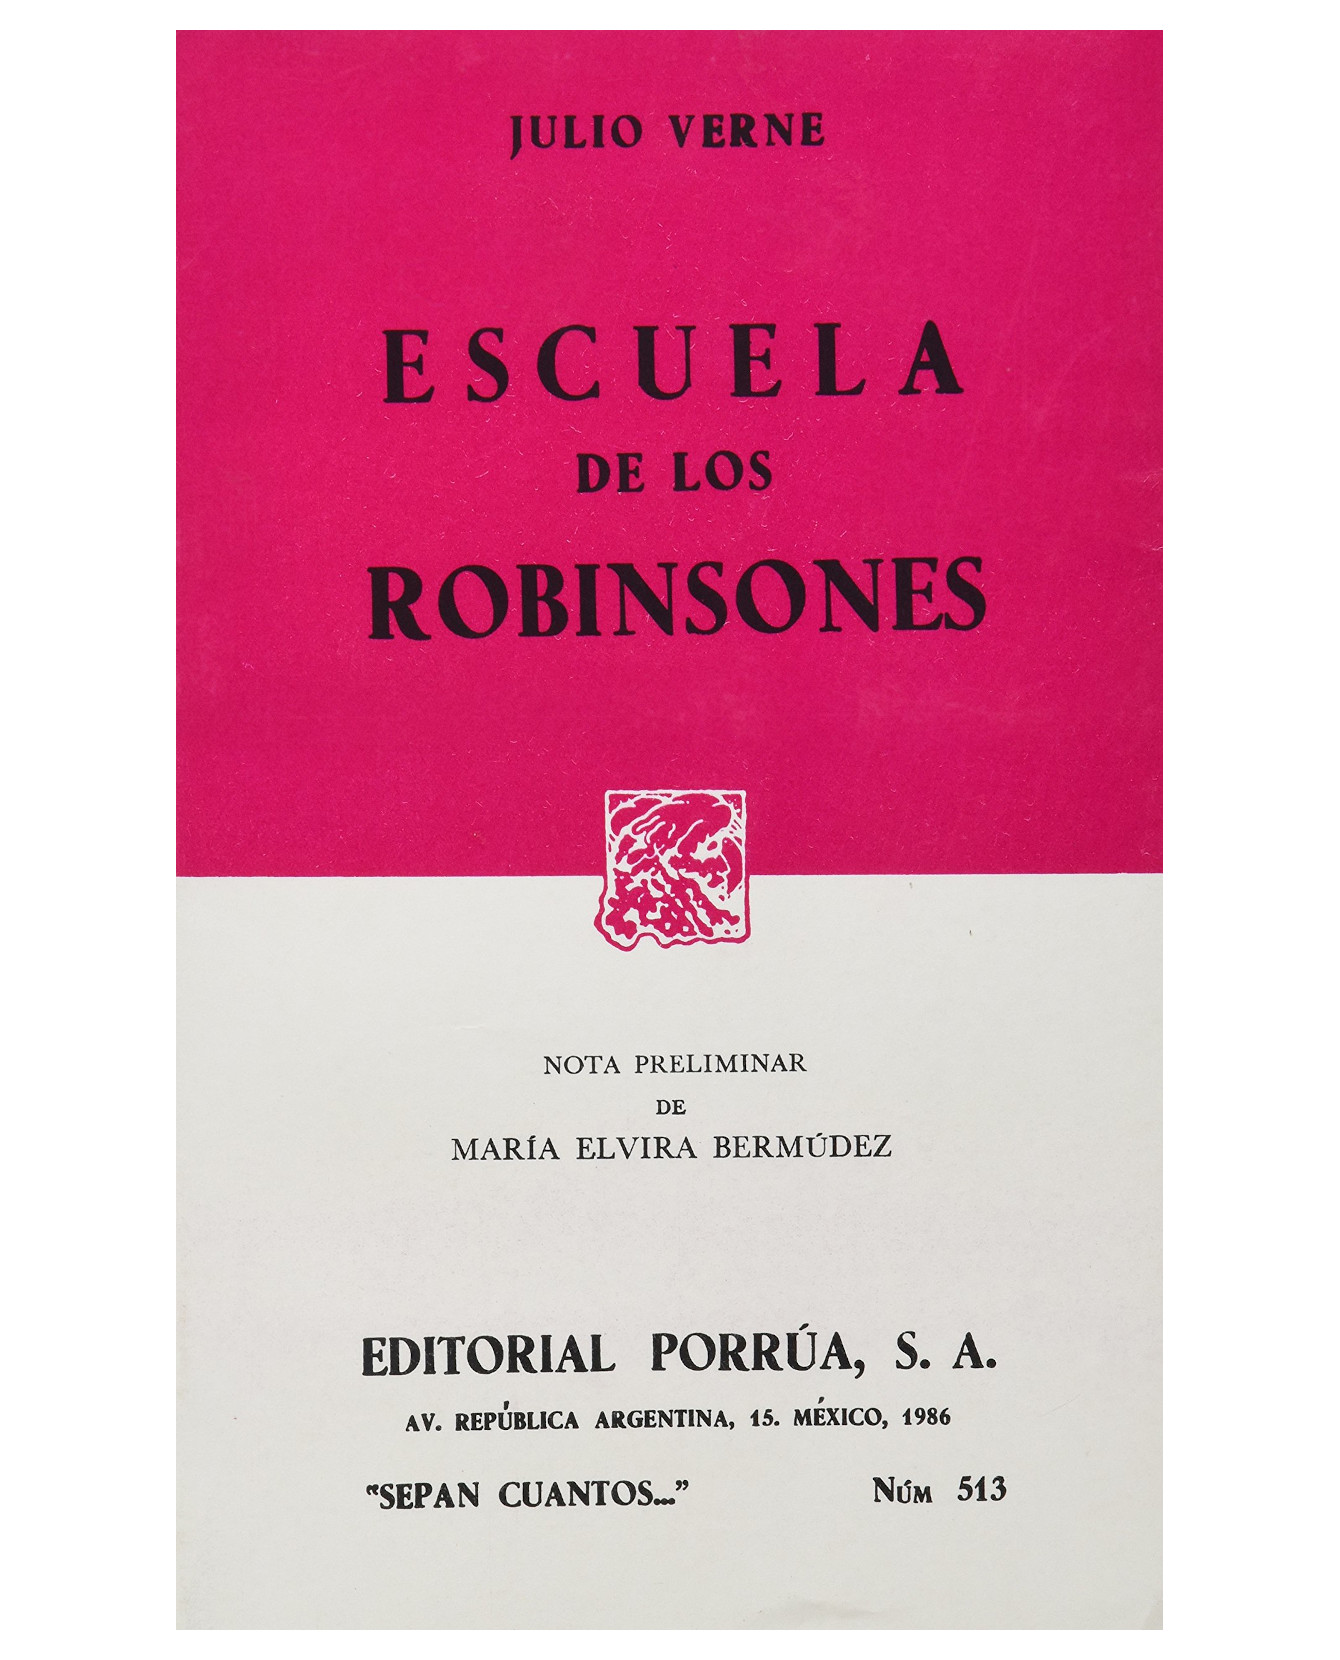 JULIO VERNE
ESCUELA
DE LOS
ROBINSONES
NOTA PRELIMINAR
DE
MARÍA ELVIRA BERMÚDEZ
EDITORIAL PORRÚA, S. A.
AV. REPÚBLICA ARGENTINA, 15. MÉXICO, 1986
“SEPAN CUANTOS...” NÚM 513